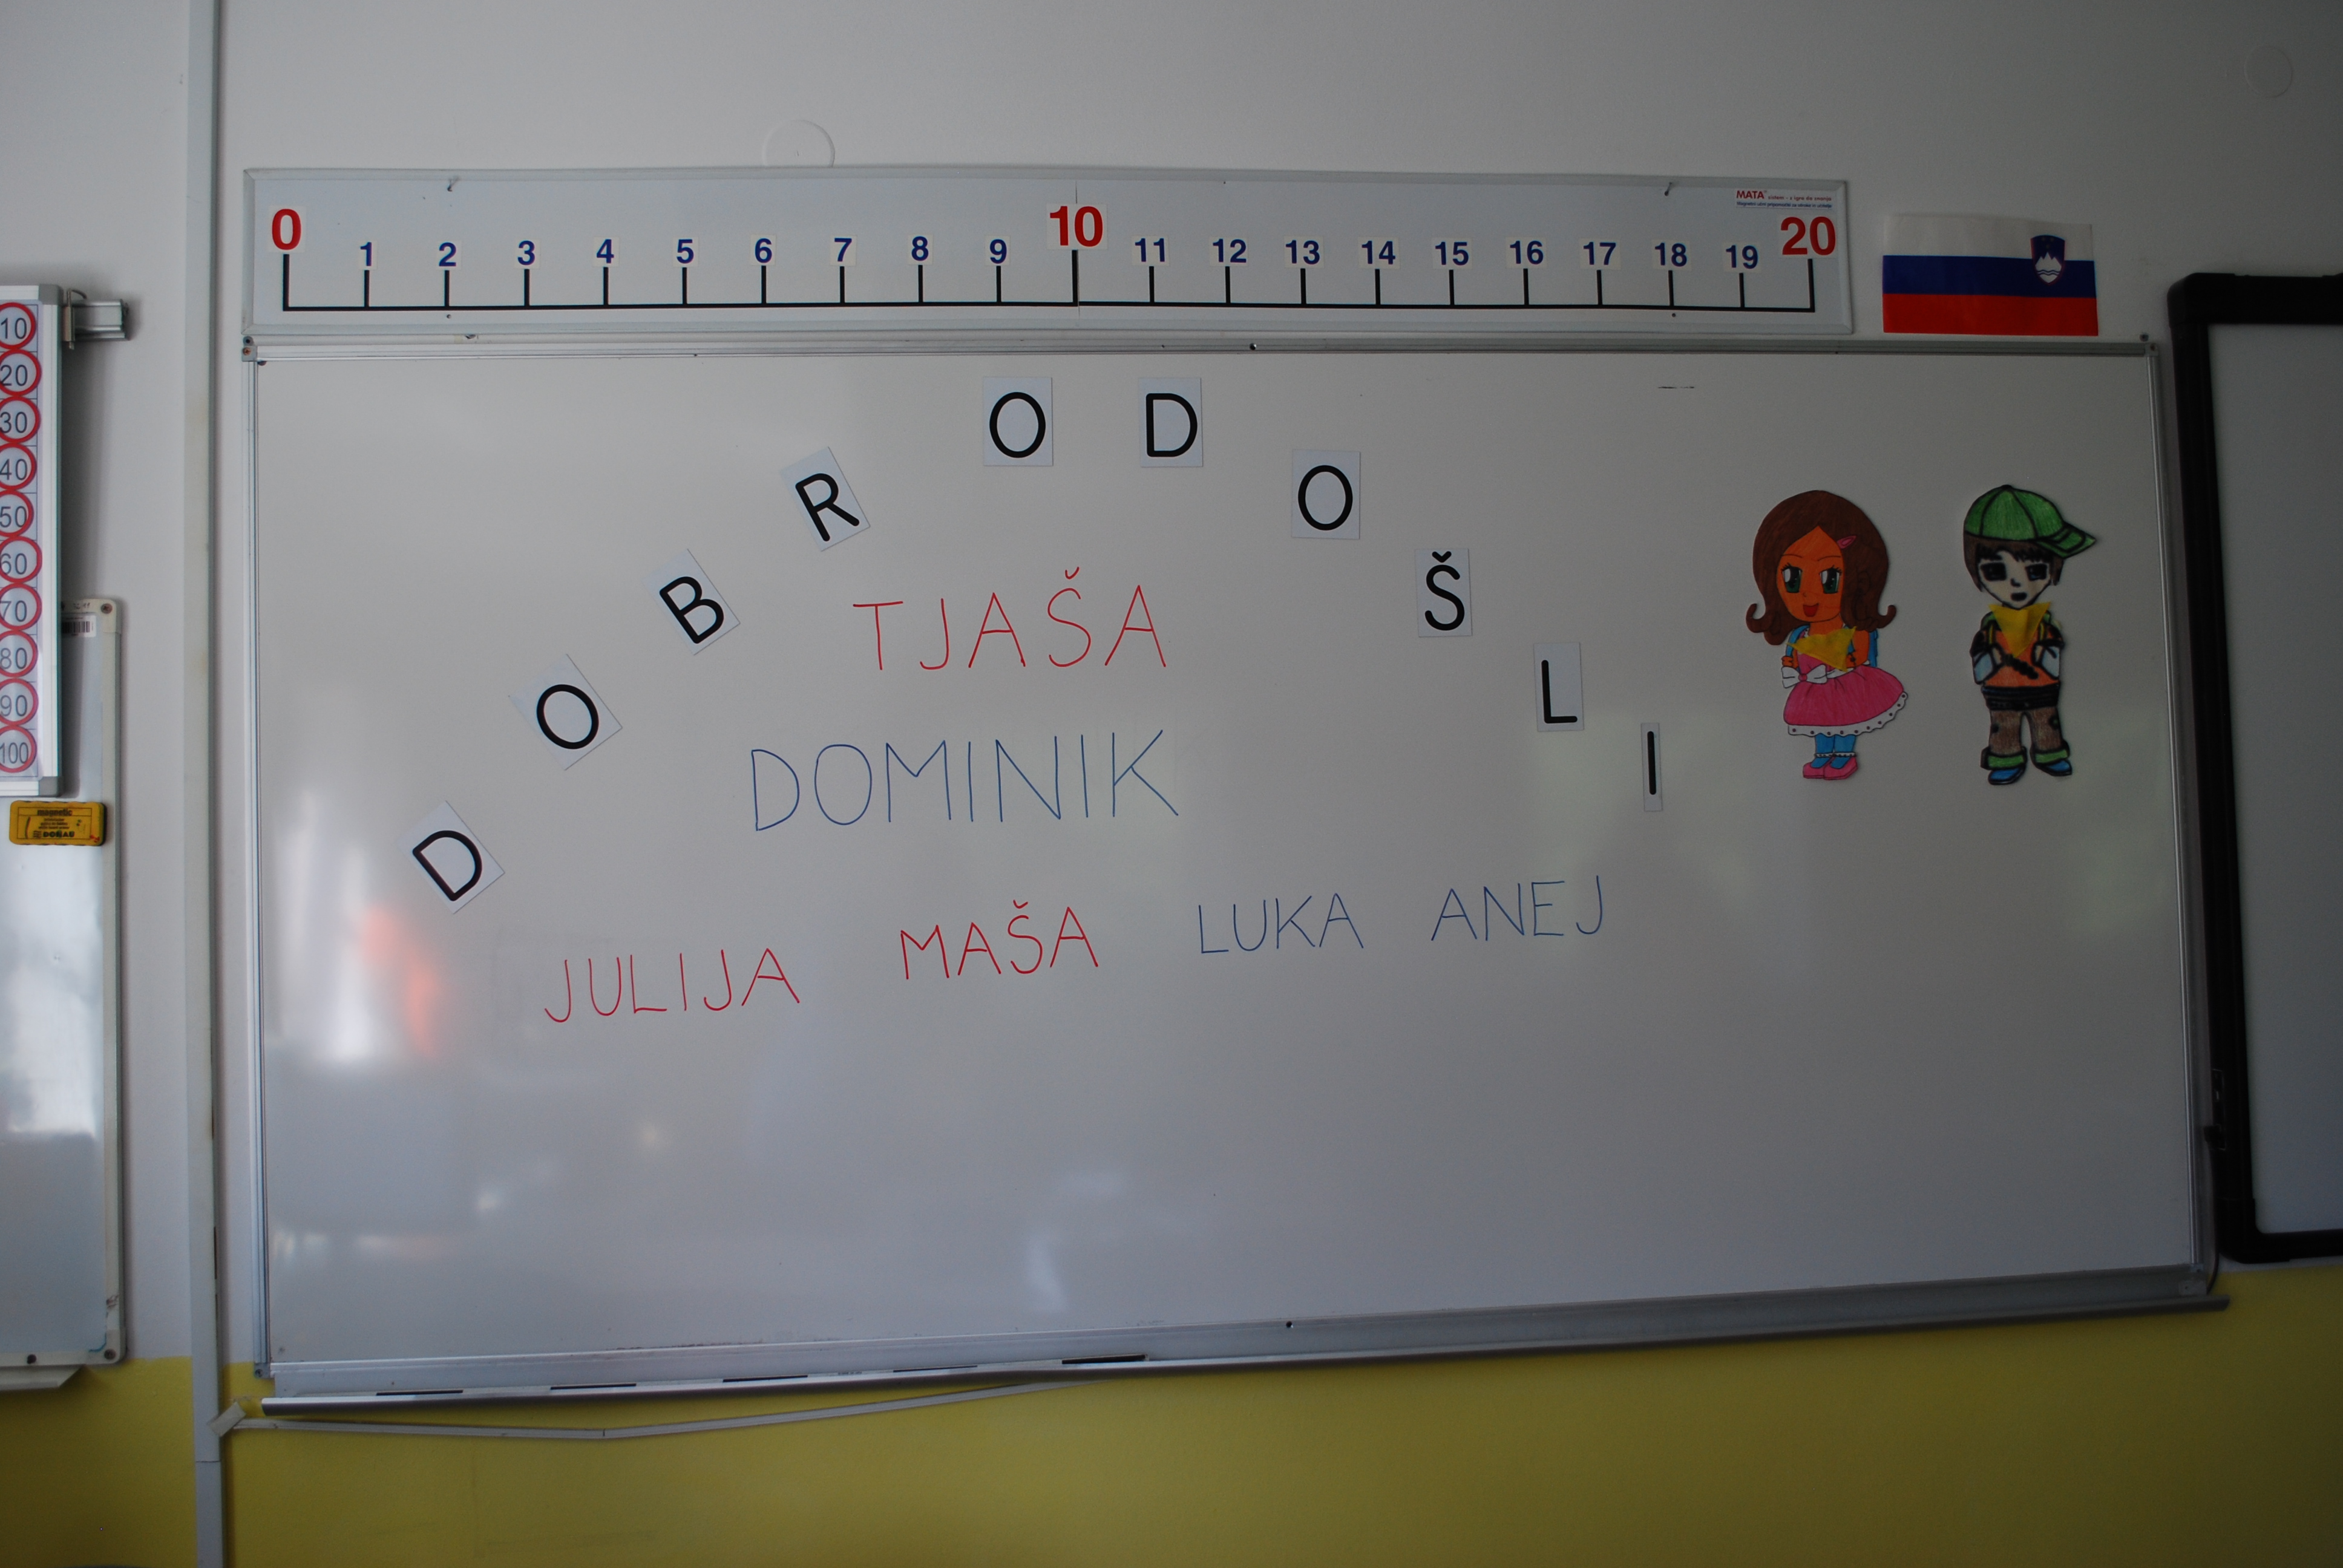 0 1 2 3 4 5 6 7 8 9 10 11 12 13 14 15 16 17 18 19 20
MATA
10
20
30
40
50
60
70
80
90
100
magnetic
DONAU
DOBRODOŠLI
TJAŠA
DOMINIK
JULIJA MAŠA LUKA ANEJ